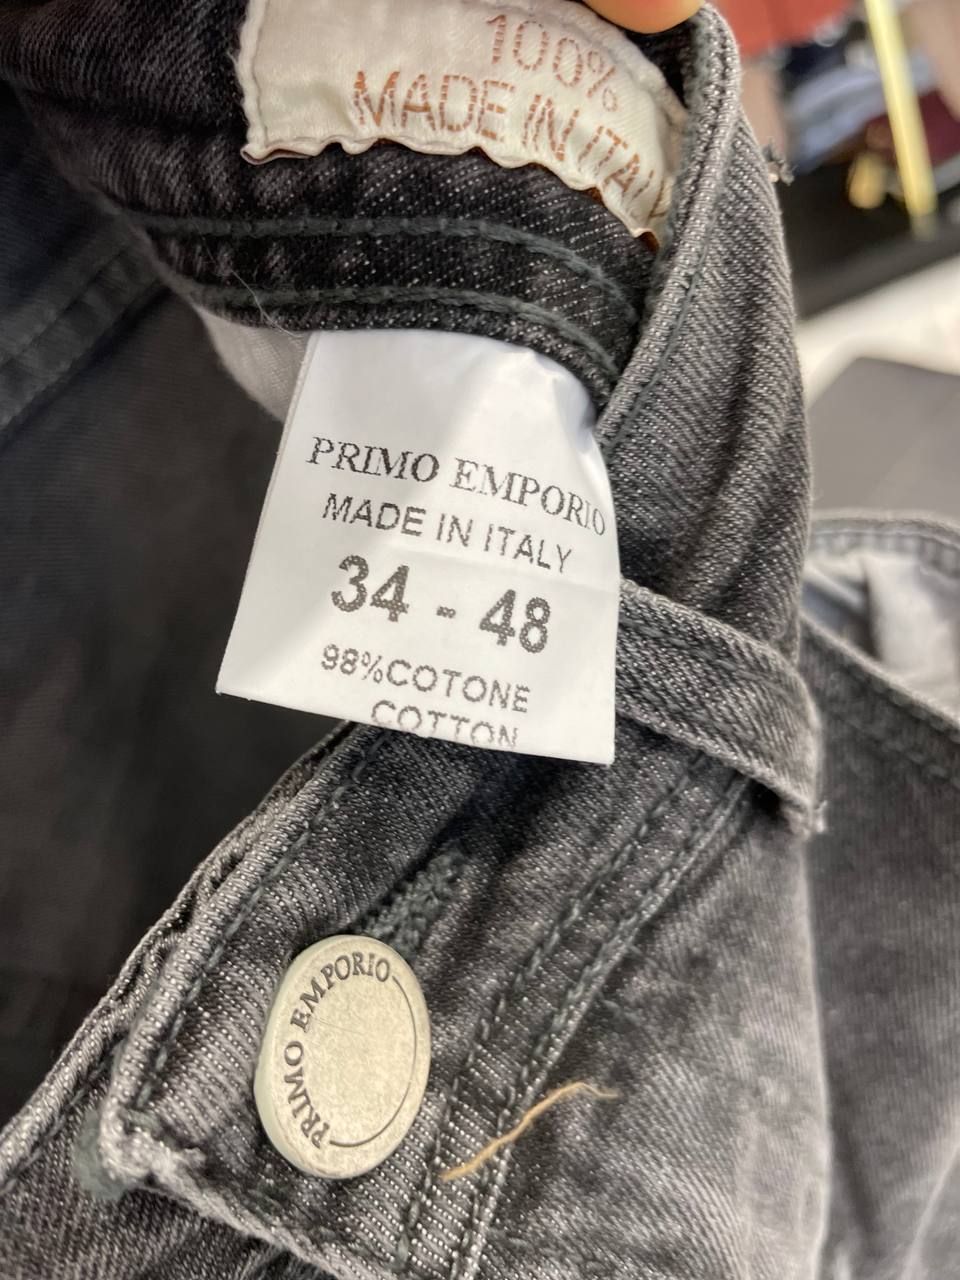 100%
MADE IN ITALY
PRIMO EMPORIO
MADE IN ITALY
34 - 48
98%COTONE
COTTON
PRIMO EMPORIO